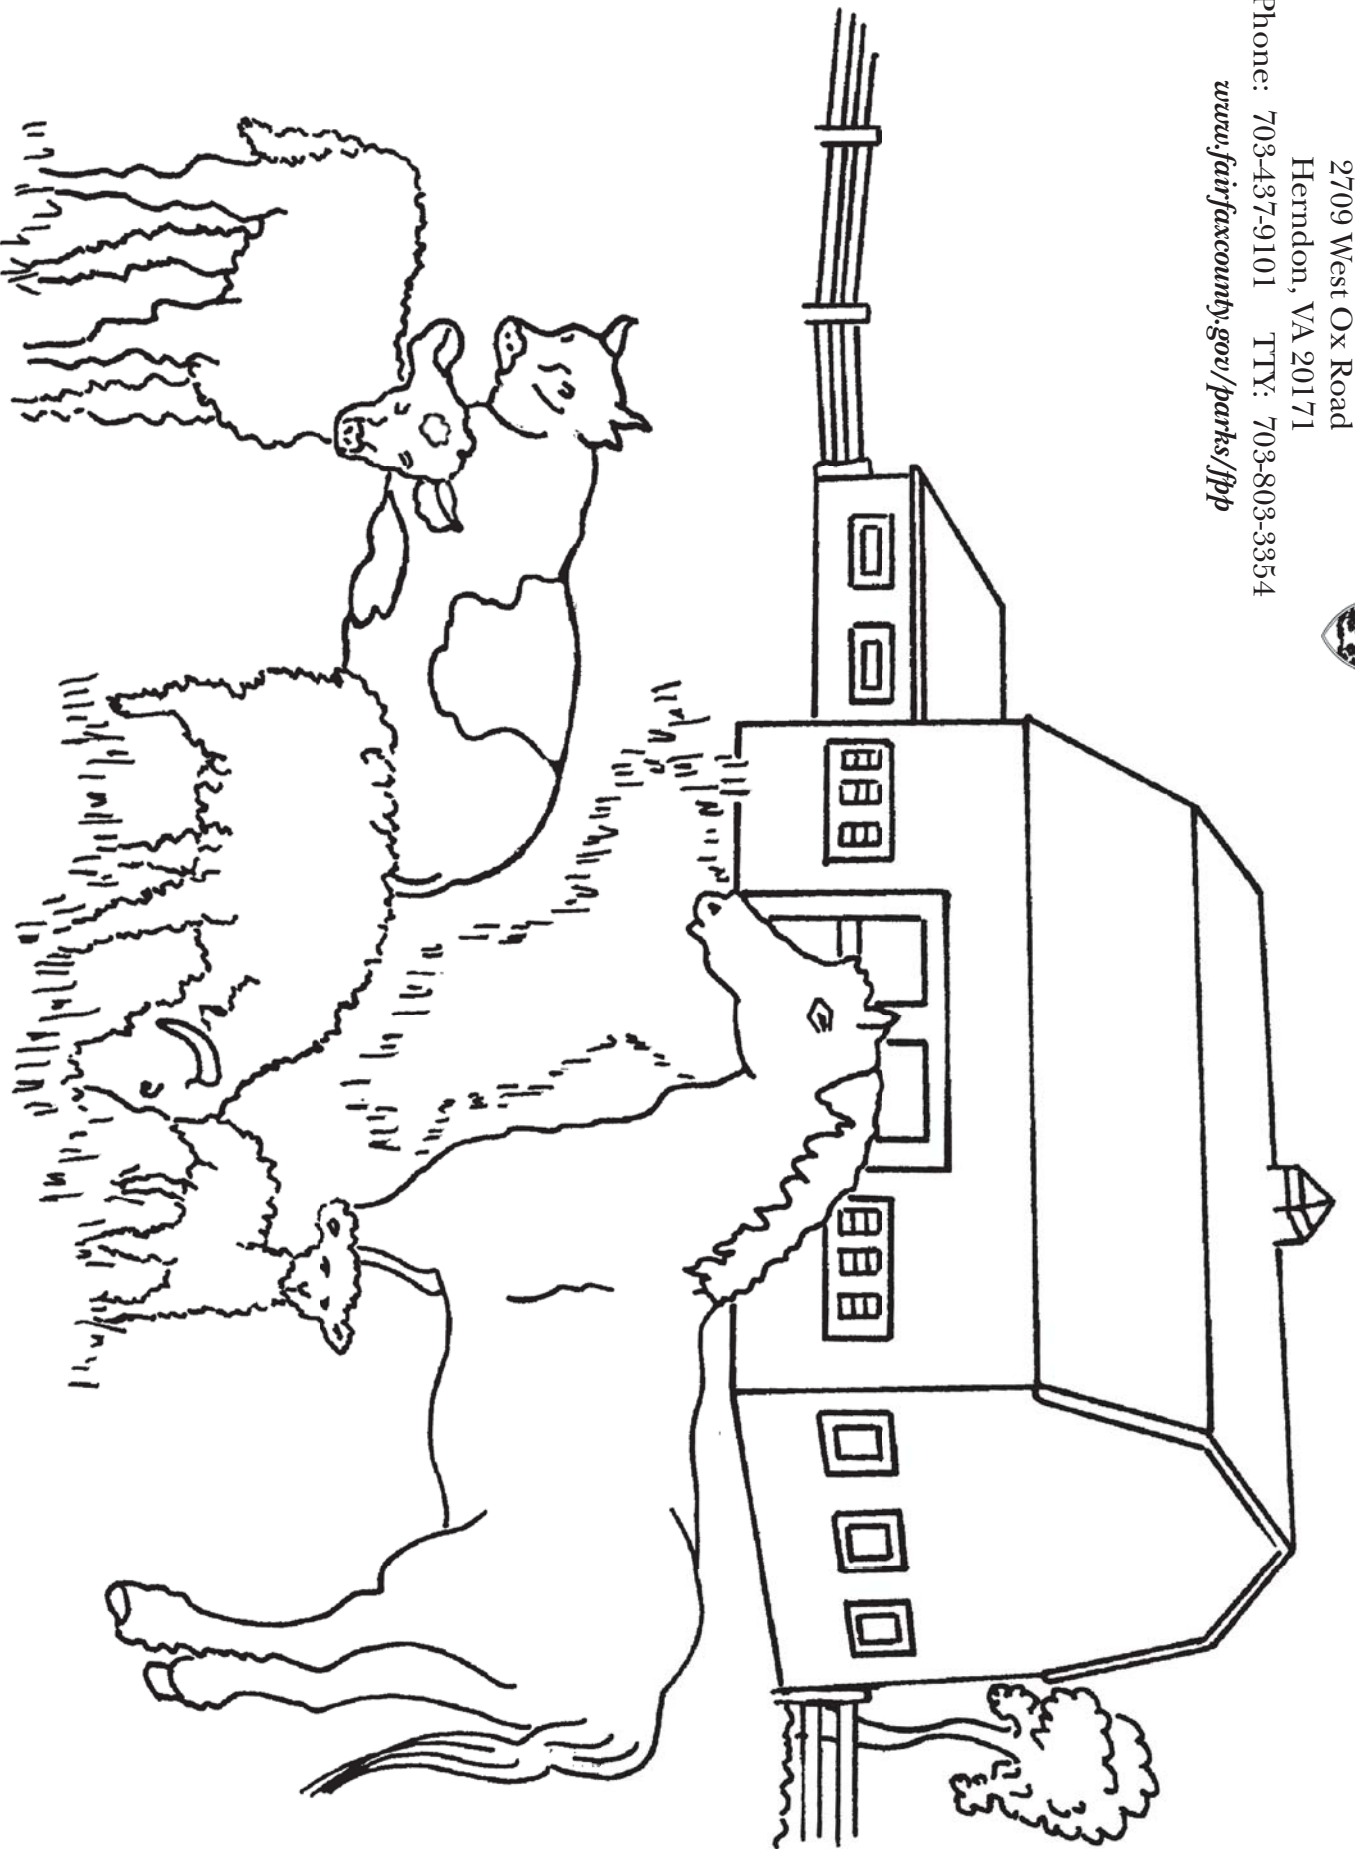 2709 West Ox Road
Herndon, VA 20171
Phone: 703-437-9101 TTY: 703-803-3354
www.fairfaxcounty.gov/parks/fpp